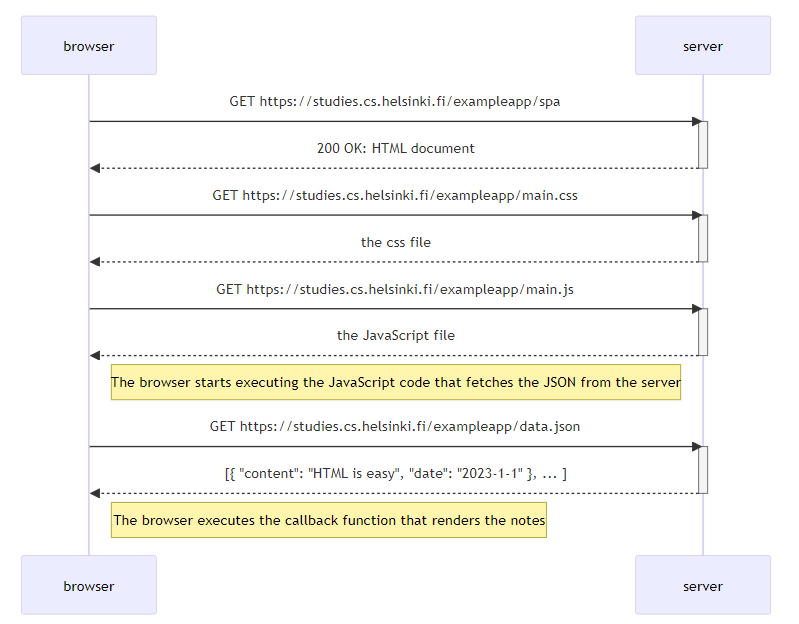 browser
server
GET https://studies.cs.helsinki.fi/exampleapp/spa
200 OK: HTML document
GET https://studies.cs.helsinki.fi/exampleapp/main.css
the css file
GET https://studies.cs.helsinki.fi/exampleapp/main.js
the JavaScript file
The browser starts executing the JavaScript code that fetches the JSON from the server
GET https://studies.cs.helsinki.fi/exampleapp/data.json
[{ "content": "HTML is easy", "date": "2023-1-1" }, ... ]
The browser executes the callback function that renders the notes
browser
server